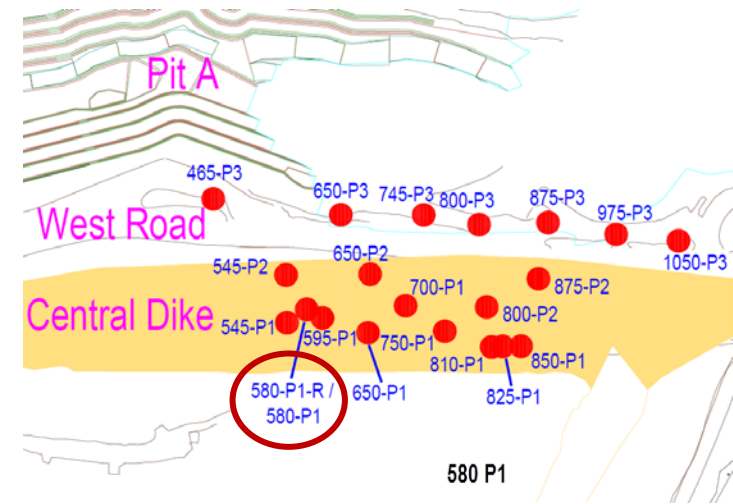 Pit A
465-P3
650-P3
745-P3
800-P3
875-P3
975-P3
1050-P3
West Road
545-P2
650-P2
875-P2
700-P1
800-P2
Central Dike
545-P1
595-P1
750-P1
810-P1
850-P1
580-P1-R /
580-P1
650-P1
825-P1
580 P1